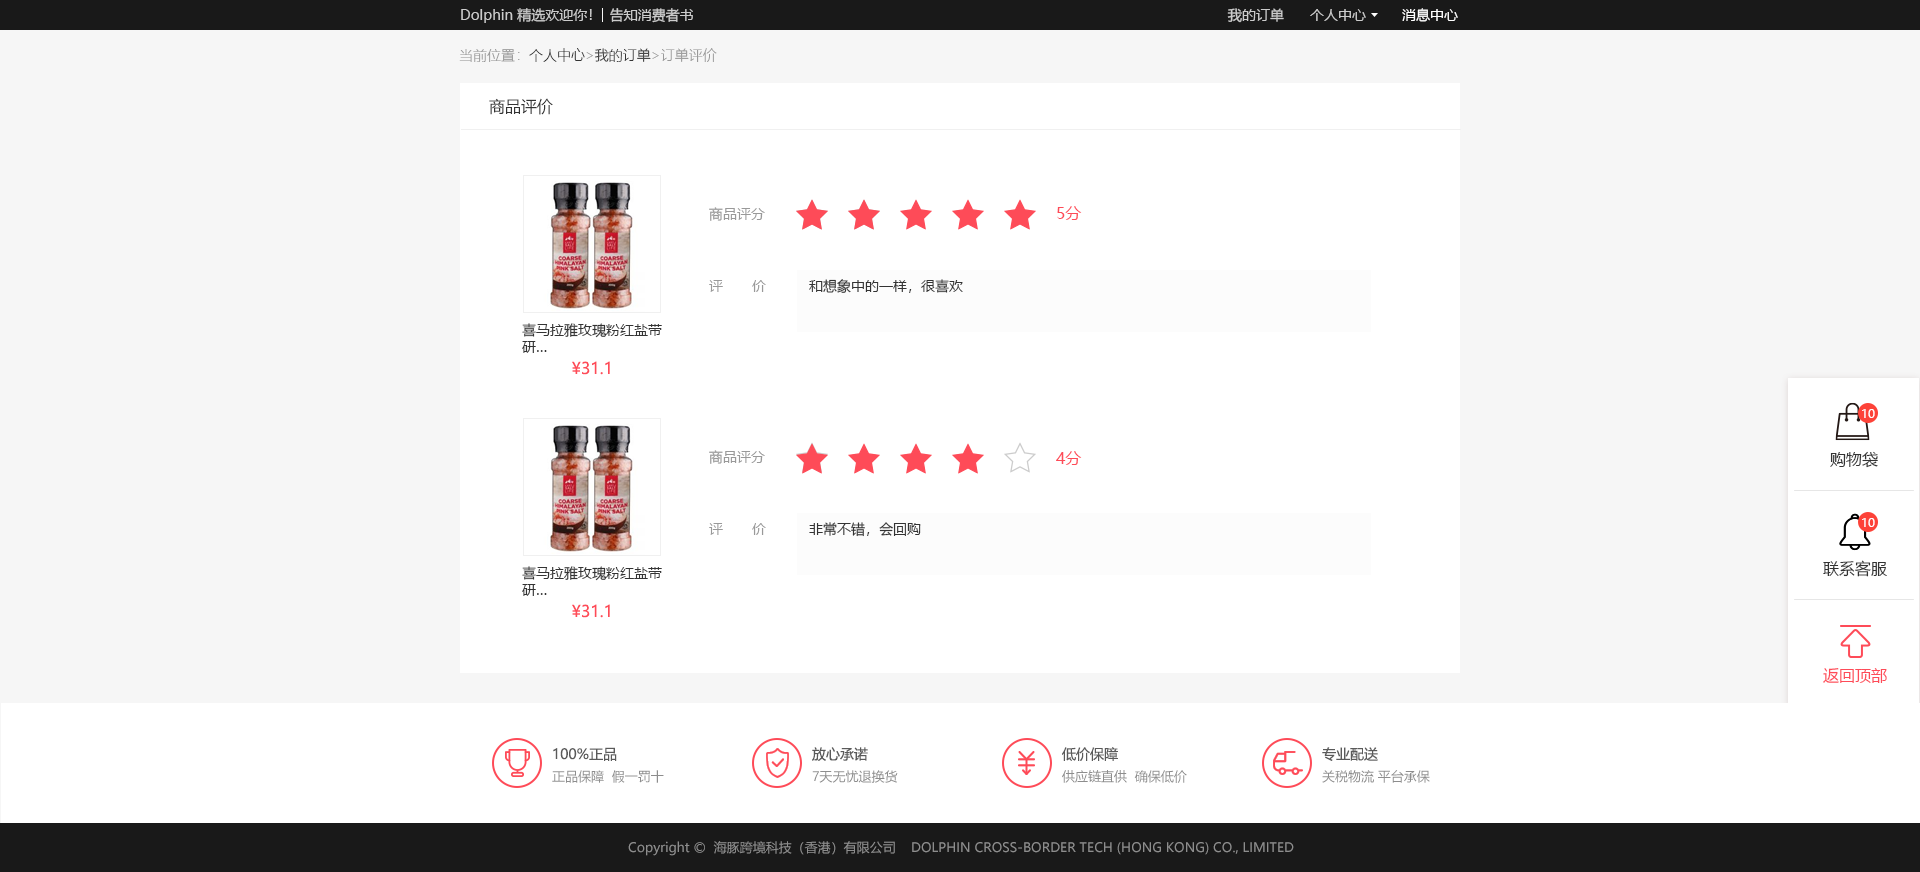 Dolphin 精选欢迎你！| 告知消费者书
我的订单 个人中心 消息中心
当前位置：个人中心>我的订单>订单评价
商品评价
COARSE
HIMALAYAN
PINK SALT
COARSE
HIMALAYAN
PINK SALT
商品评分 5分
评 价 和想象中的一样，很喜欢
喜马拉雅玫瑰粉红盐带
研...
¥31.1
COARSE
HIMALAYAN
PINK SALT
COARSE
HIMALAYAN
PINK SALT
商品评分 4分
评 价 非常不错，会回购
喜马拉雅玫瑰粉红盐带
研...
¥31.1
10
购物袋
10
联系客服
返回顶部
100%正品
正品保障 假一罚十
放心承诺
7天无忧退换货
低价保障
供应链直供 确保低价
专业配送
关税物流 平台承保
Copyright © 海豚跨境科技（香港）有限公司 DOLPHIN CROSS-BORDER TECH (HONG KONG) CO., LIMITED